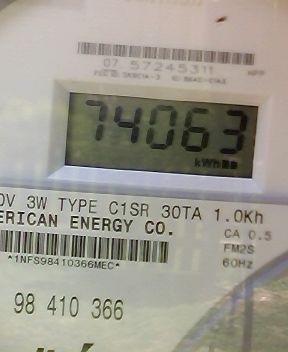 07 57245311
74063
kWh
0V 3W TYPE C1SR 30TA 1.0Kh
ERICAN ENERGY CO.
CA 0.5
FM2S
*1NFS98410366MEC*
60Hz
98 410 366